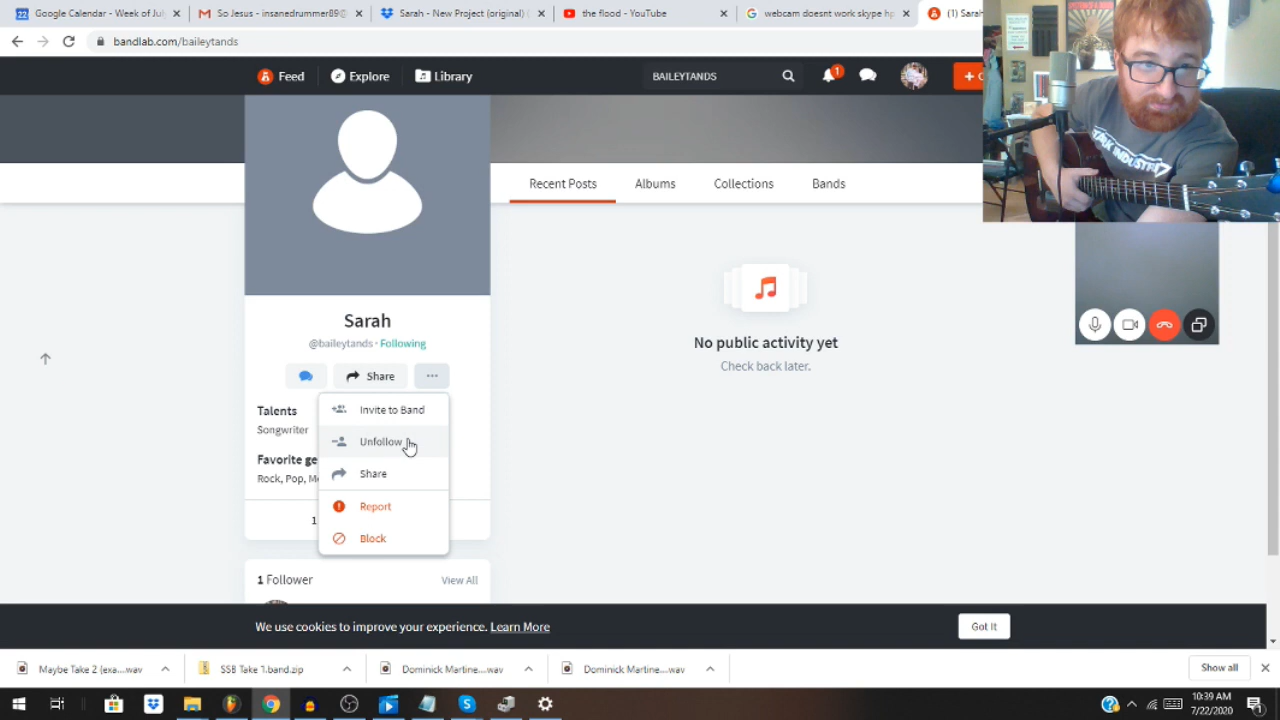 Google Calendar - Week of Jul
So Jesus - insanedrummer89@
Sarah - New Project (original) (
the flood - YouTube
webcam doesnt work skype hp
(1) Sarah
bandlab.com/baileytands
Feed
Explore
Library
BAILEYTANDS
1
Recent Posts
Albums
Collections
Bands
Sarah
@baileytands · Following
Share
Invite to Band
Unfollow
Share
Report
Block
Talents
Songwriter
Favorite ge
Rock, Pop, M
1
1 Follower
View All
No public activity yet
Check back later.
We use cookies to improve your experience. Learn More
Got It
Maybe Take 2 (exa....wav
SSB Take 1.band.zip
Dominick Martine....wav
Dominick Martine....wav
Show all
10:39 AM
7/22/2020